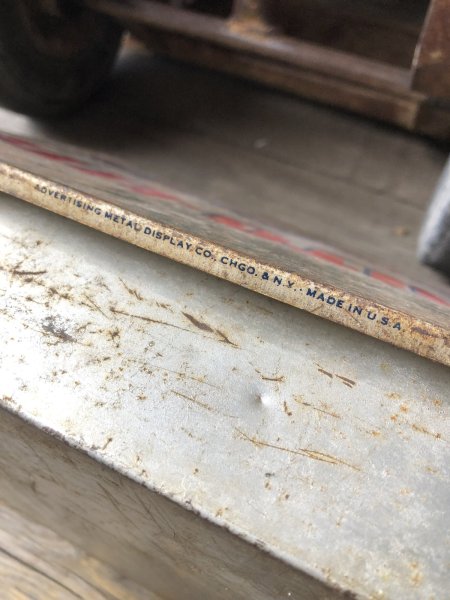 ADVERTISING METAL DISPLAY CO. CHGO. & N.Y. MADE IN U.S.A.